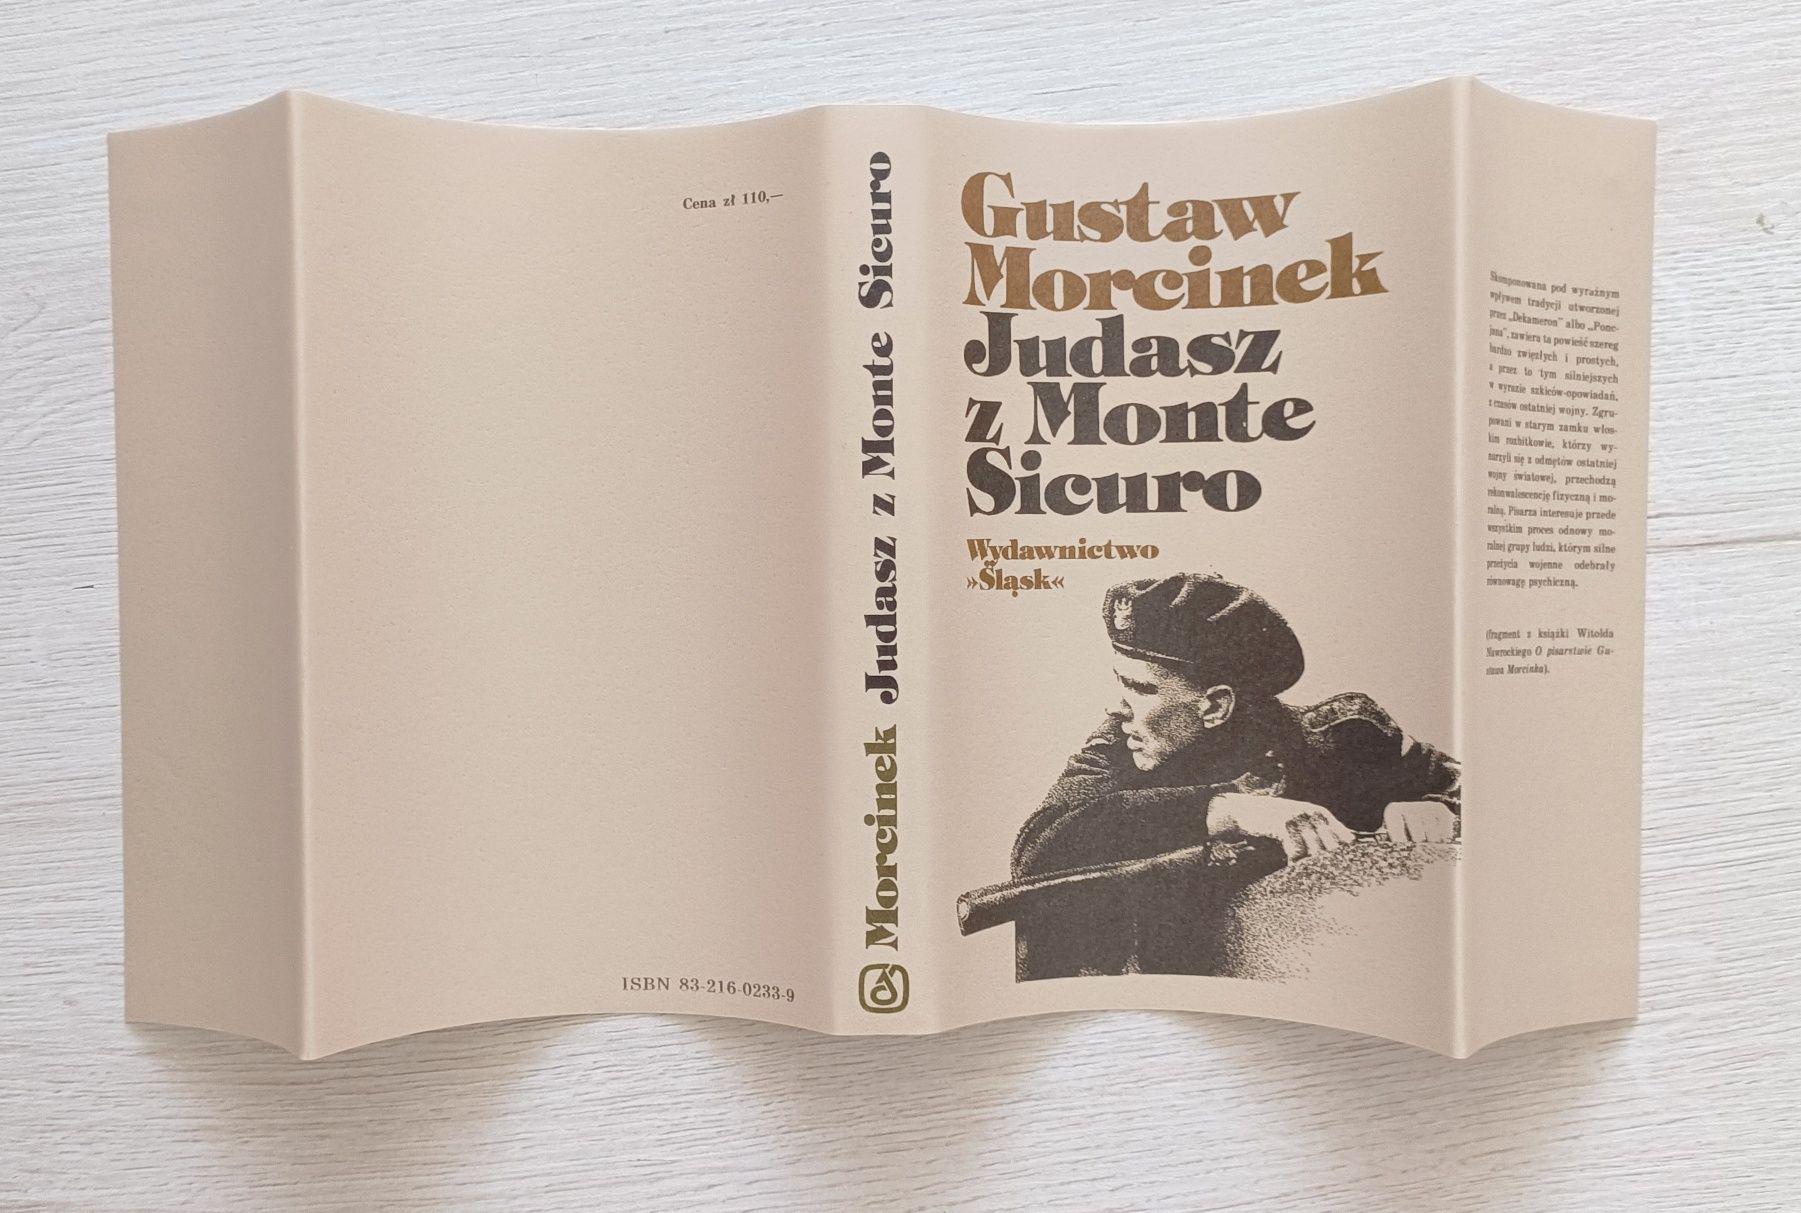 Cena zł 110,—
ISBN 83-216-0233-9
Morcinek Judasz z Monte Sicuro
Gustaw
Morcinek
Judasz
z Monte
Sicuro
Wydawnictwo
»Śląsk«
Skomponowana pod wyraźnym
wpływem tradycji utworzonej
przez „Dekameron" albo „Ponc-
jana", zawiera ta powieść szereg
bardzo zwięzłych i prostych,
a przez to tym silniejszych
w wyrazie szkiców-opowiadań,
z czasów ostatniej wojny. Zgru-
powani w starym zamku włos-
kim rozbitkowie, którzy wy-
nurzyli się z odmętów ostatniej
wojny światowej, przechodzą
rekonwalescencję fizyczną i mo-
ralną. Pisarza interesuje przede
wszystkim proces odnowy mo-
ralnej grupy ludzi, którym silne
przeżycia wojenne odebrały
równowagę psychiczną.
(fragment z książki Witolda
Nawrockiego O pisarstwie Gu-
stawa Morcinka).